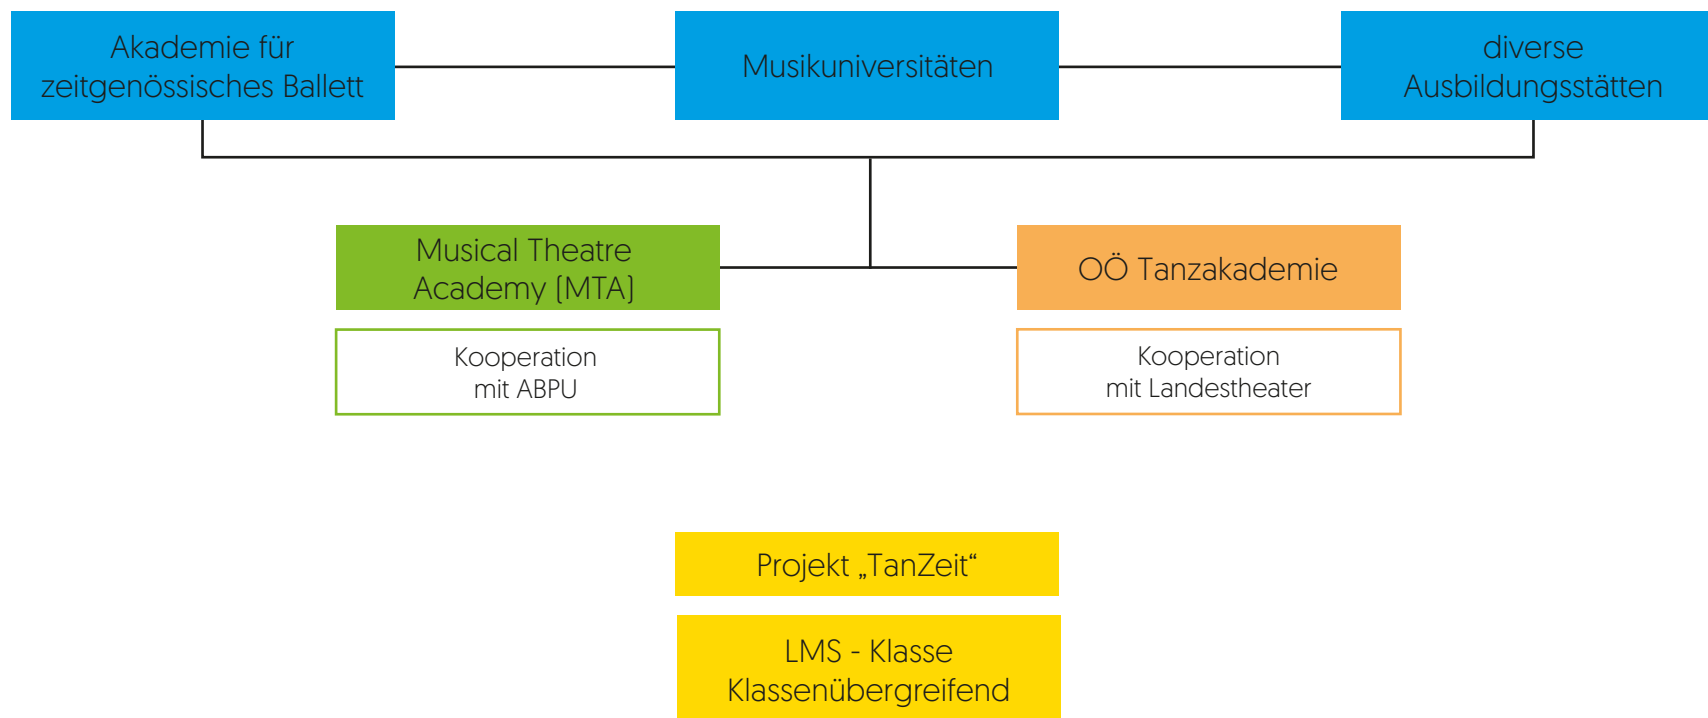 Akademie für
zeitgenössisches Ballett
Musikuniversitäten
diverse
Ausbildungsstätten
Musical Theatre
Academy (MTA)
OÖ Tanzakademie
Kooperation
mit ABPU
Kooperation
mit Landestheater
Projekt „TanZeit“
LMS - Klasse
Klassenübergreifend